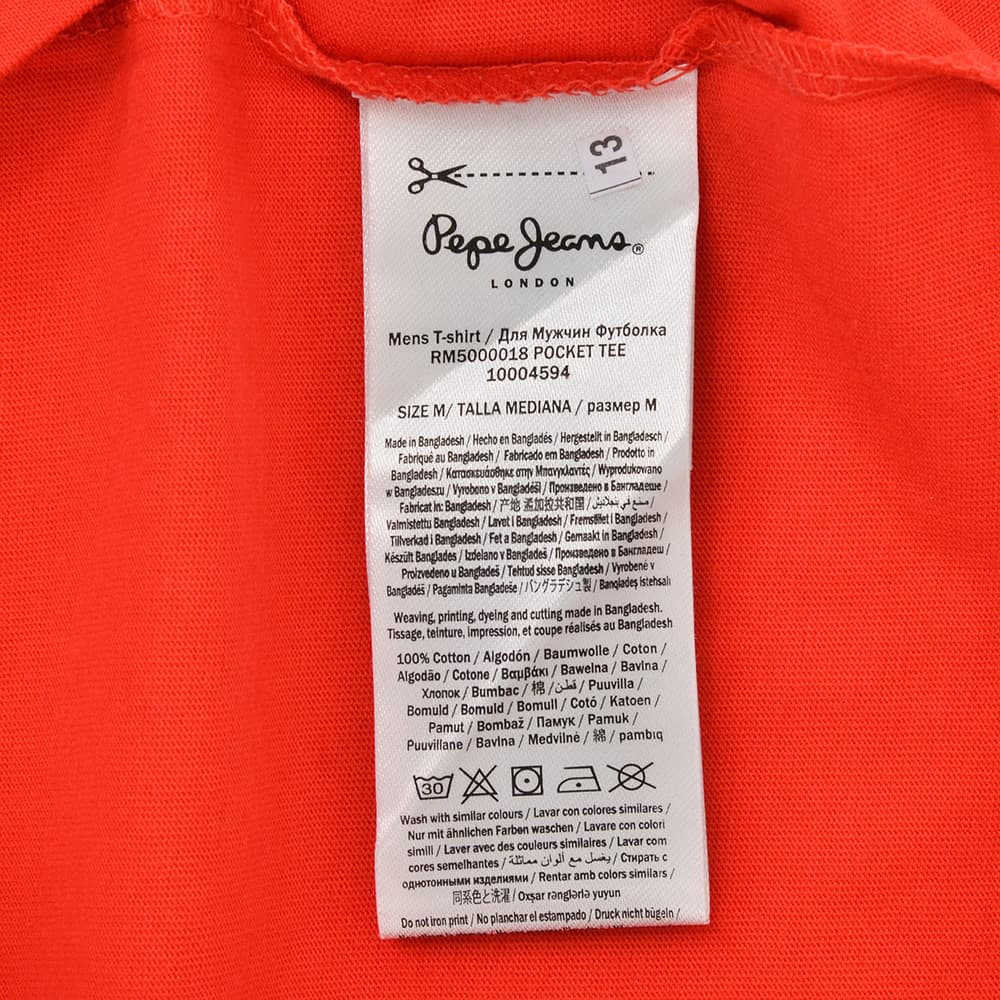 13
Pepe Jeans®
LONDON
Mens T-shirt / Для Мужчин Футболка
RM5000018 POCKET TEE
10004594
SIZE M/ TALLA MEDIANA / размер M
Made in Bangladesh / Hecho en Bangladés / Hergestellt in Bangladesch /
Fabriqué au Bangladesh / Fabricado em Bangladesh / Prodotto in
Bangladesh / Κατασκευάσθηκε στην Μπανγκλαντές / Wyprodukowano
w Bangladeszu / Vyrobeno v Bangladéši / Произведено в Бангладеше /
Fabricat în: Bangladesh / 产地 孟加拉共和国 / صنع في بنجلاديش /
Valmistettu Bangladesh / Lavet i Bangladesh / Fremstillet i Bangladesh /
Tillverkad i Bangladesh / Fet a Bangladesh / Gemaakt in Bangladesh /
Készült Banglades / Izdelano v Bangladeš / Произведено в Бангладеш /
Proizvedeno u Bangladeš / Tehtud sisse Bangladesh / Vyrobené v
Bangladéš / Pagaminta Bangladeše / バングラデシュ製 / Banqladeş istehsalı
Weaving, printing, dyeing and cutting made in Bangladesh.
Tissage, teinture, impression, et coupe réalisés au Bangladesh
100% Cotton / Algodón / Baumwolle / Coton /
Algodão / Cotone / Βαμβάκι / Bawełna / Bavlna /
Хлопок / Bumbac / 棉 / قطن / Puuvilla /
Bomuld / Bomuld / Bomull / Cotó / Katoen /
Pamut / Bombaž / Памук / Pamuk /
Puuvillane / Bavlna / Medvilnė / 綿 / pambıq
30
Wash with similar colours / Lavar con colores similares /
Nur mit ähnlichen Farben waschen / Lavare con colori
simili / Laver avec des couleurs similaires / Lavar com
cores semelhantes / يغسل مع ألوان مماثلة / Стирать с
однотонными изделиями / Rentar amb colors similars /
同系色と洗濯 / Oxşar rənglərlə yuyun
Do not iron print / No planchar el estampado / Druck nicht bügeln /